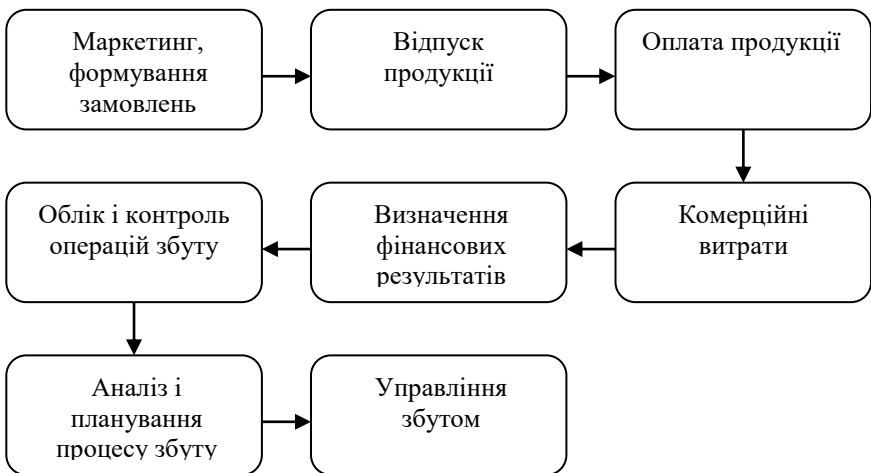 Маркетинг,
формування
замовлень
Відпуск
продукції
Оплата продукції
Комерційні
витрати
Визначення
фінансових
результатів
Облік і контроль
операцій збуту
Аналіз і
планування
процесу збуту
Управління
збутом